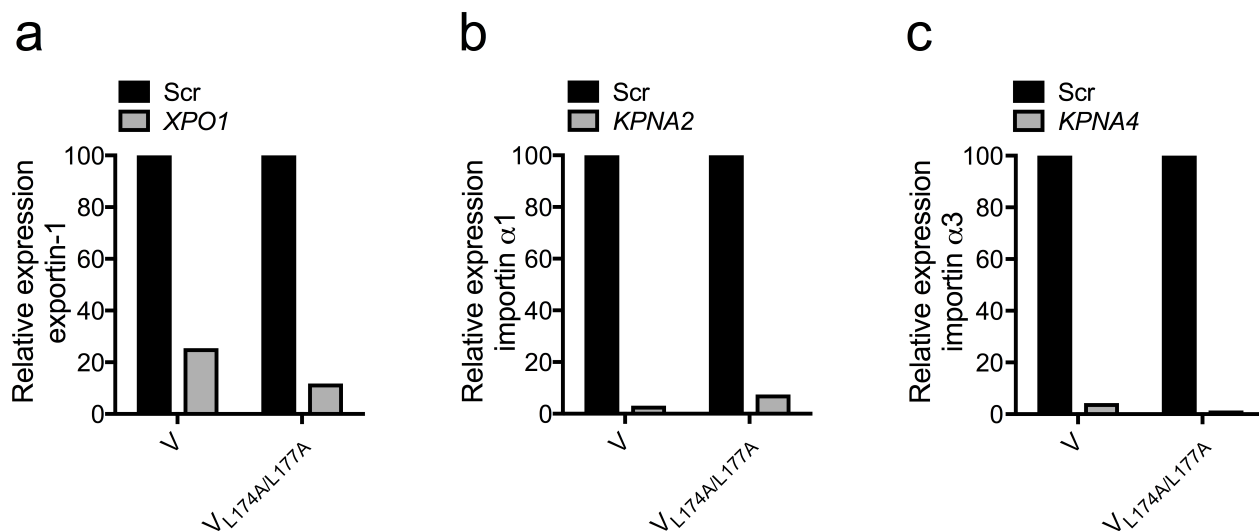 a
Scr
XPO1
Relative expression
exportin-1
100
80
60
40
20
0
V
VL174A/L177A
b
Scr
KPNA2
Relative expression
importin α1
100
80
60
40
20
0
V
VL174A/L177A
c
Scr
KPNA4
Relative expression
importin α3
100
80
60
40
20
0
V
VL174A/L177A